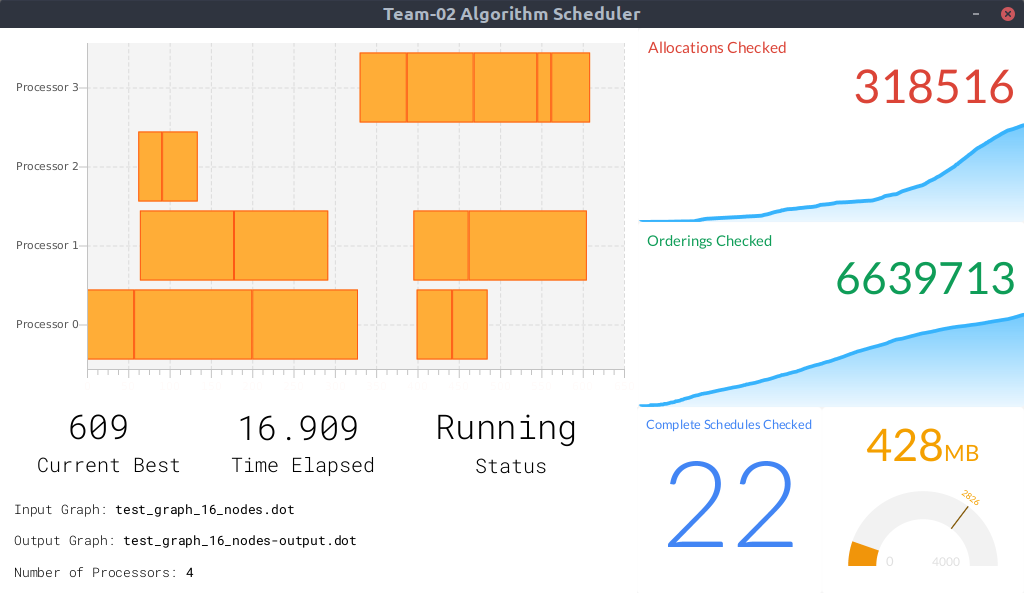 Team-02 Algorithm Scheduler
Processor 3
Processor 2
Processor 1
Processor 0
609
Current Best
16.909
Time Elapsed
Running
Status
Input Graph: test_graph_16_nodes.dot
Output Graph: test_graph_16_nodes-output.dot
Number of Processors: 4
Allocations Checked
318516
Orderings Checked
6639713
Complete Schedules Checked
22
428MB
2826
0
4000